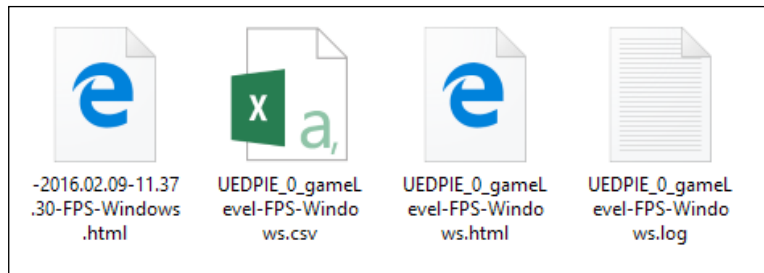 -2016.02.09-11.37
.30-FPS-Windows
.html
UEDPIE_0_gameL
evel-FPS-Windo
ws.csv
UEDPIE_0_gameL
evel-FPS-Windo
ws.html
UEDPIE_0_gameL
evel-FPS-Windo
ws.log